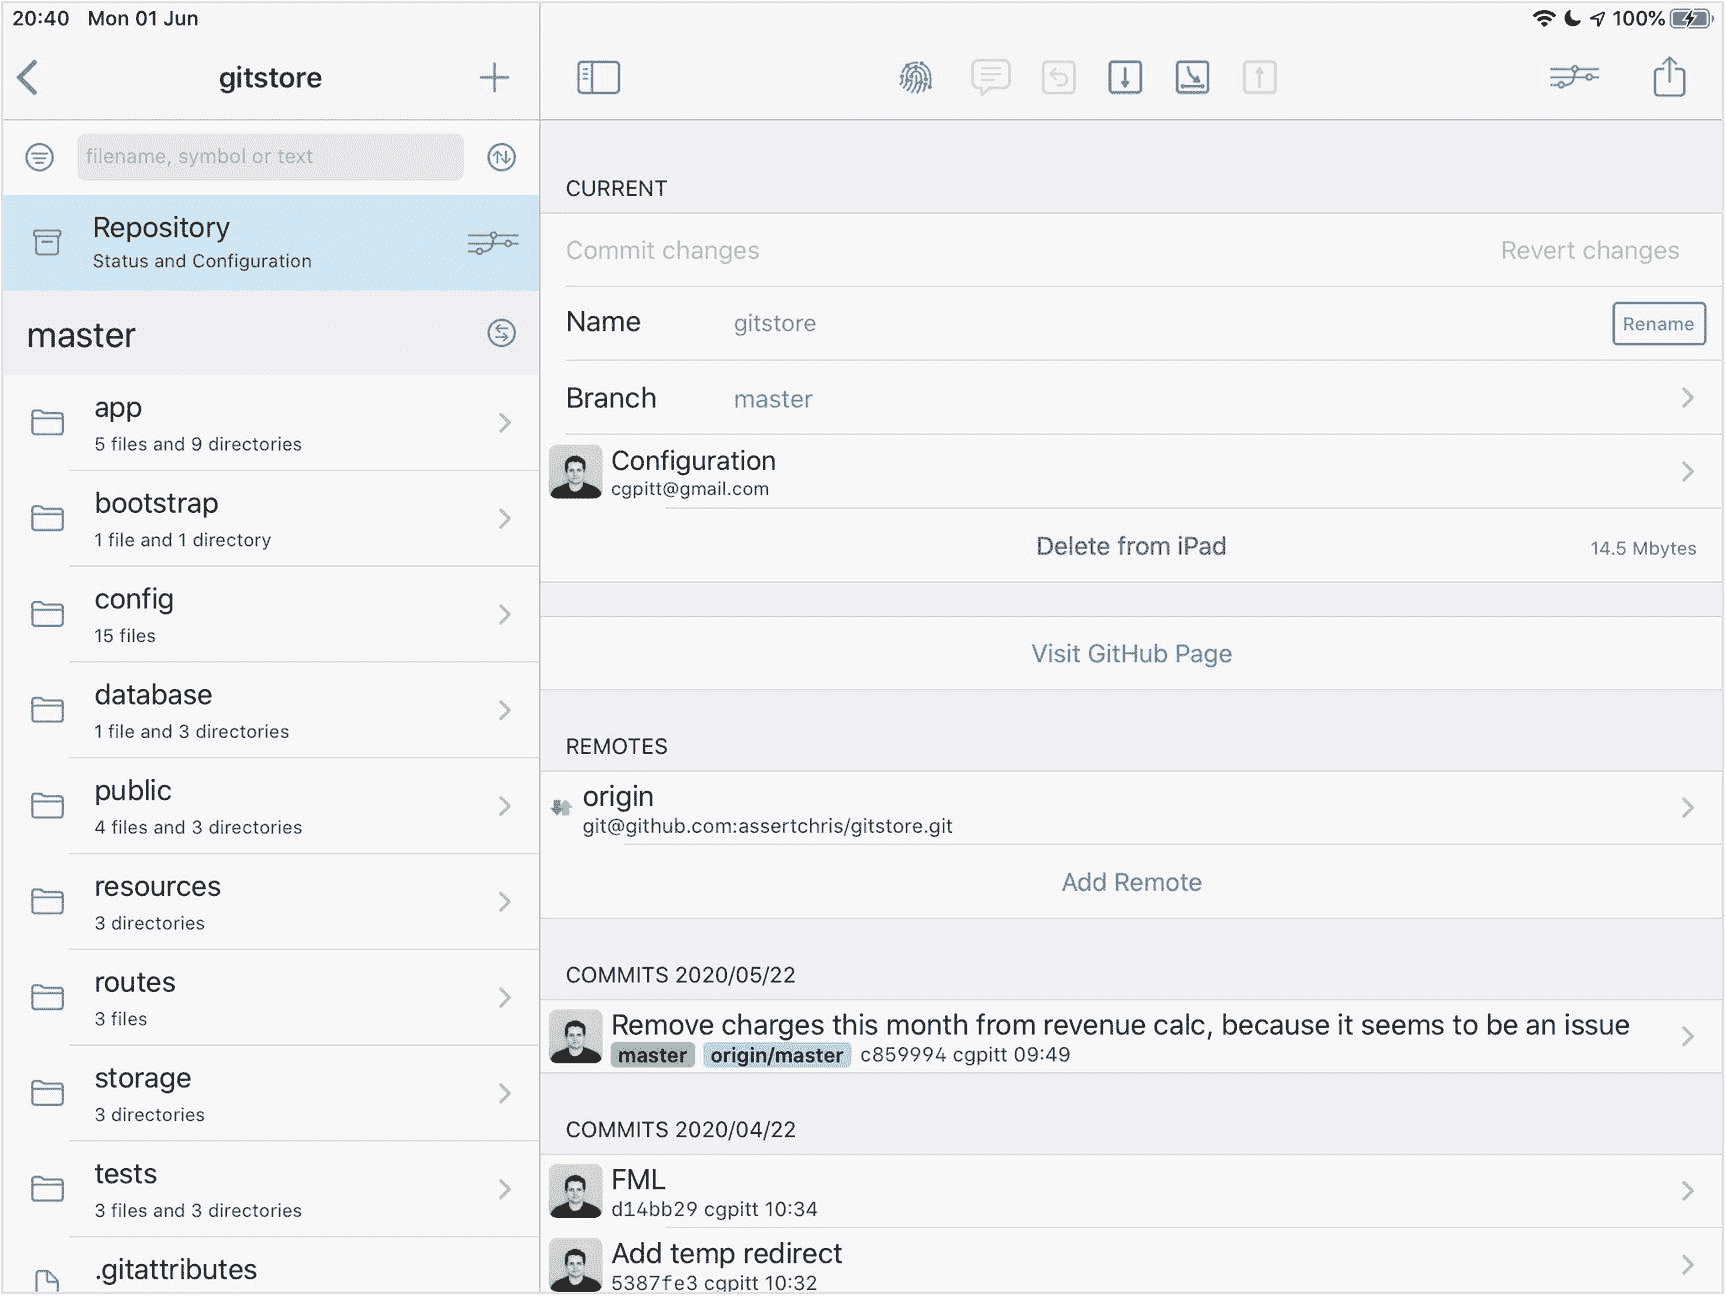 20:40 Mon 01 Jun
100%
gitstore
filename, symbol or text
Repository
Status and Configuration
master
app
5 files and 9 directories
bootstrap
1 file and 1 directory
config
15 files
database
1 file and 3 directories
public
4 files and 3 directories
resources
3 directories
routes
3 files
storage
3 directories
tests
3 files and 3 directories
.gitattributes
CURRENT
Commit changes Revert changes
Name gitstore Rename
Branch master
Configuration
cgpitt@gmail.com
Delete from iPad 14.5 Mbytes
Visit GitHub Page
REMOTES
origin
git@github.com:assertchris/gitstore.git
Add Remote
COMMITS 2020/05/22
Remove charges this month from revenue calc, because it seems to be an issue
master origin/master c859994 cgpitt 09:49
COMMITS 2020/04/22
FML
d14bb29 cgpitt 10:34
Add temp redirect
5387fe3 cgpitt 10:32